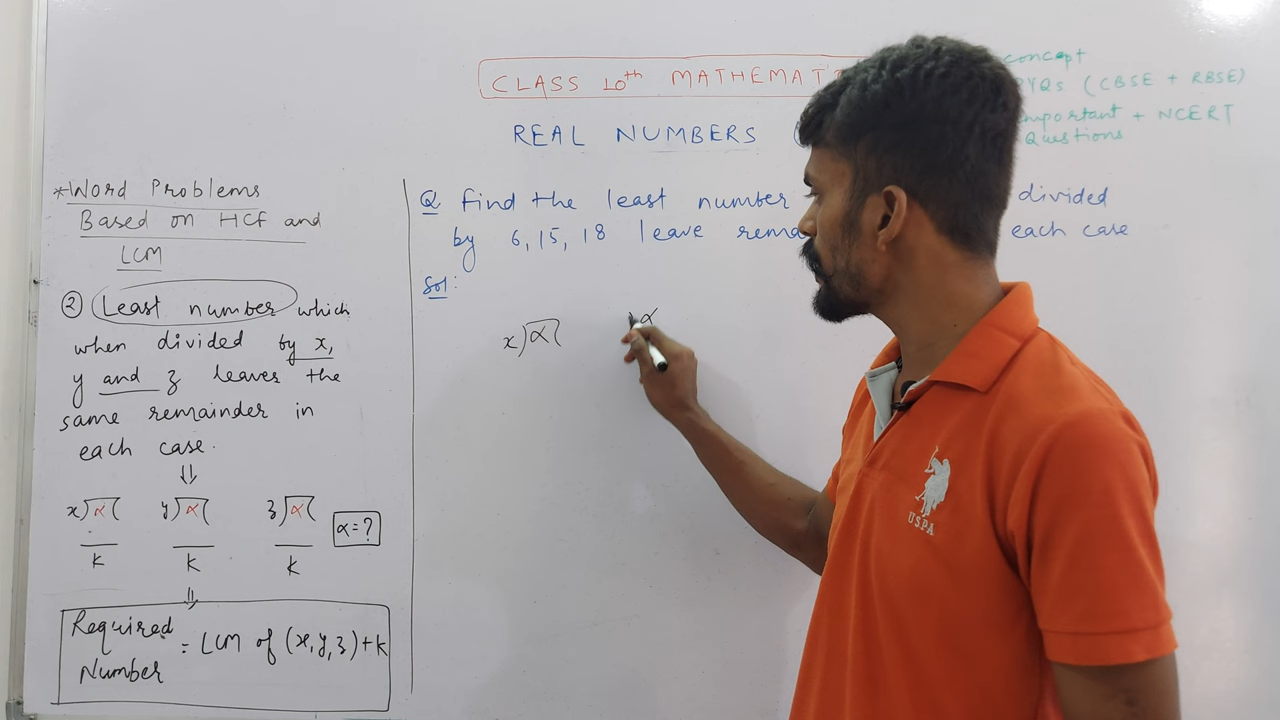 CLASS 10th MATHEMAT
REAL NUMBERS (
concept
PYQs (CBSE + RBSE)
mportant + NCERT
Questions
*Word Problems
Based on HCF and
LCM
② Least number which
when divided by x,
y and z leaves the
same remainder in
each case.
⇓
x)α( y)α( z)α( α=?
k k k
⇓
Required
Number = LCM of (x,y,z)+k
Q Find the least number divided
by 6, 15, 18 leave rema each case
Sol:
x)α( α
USPA